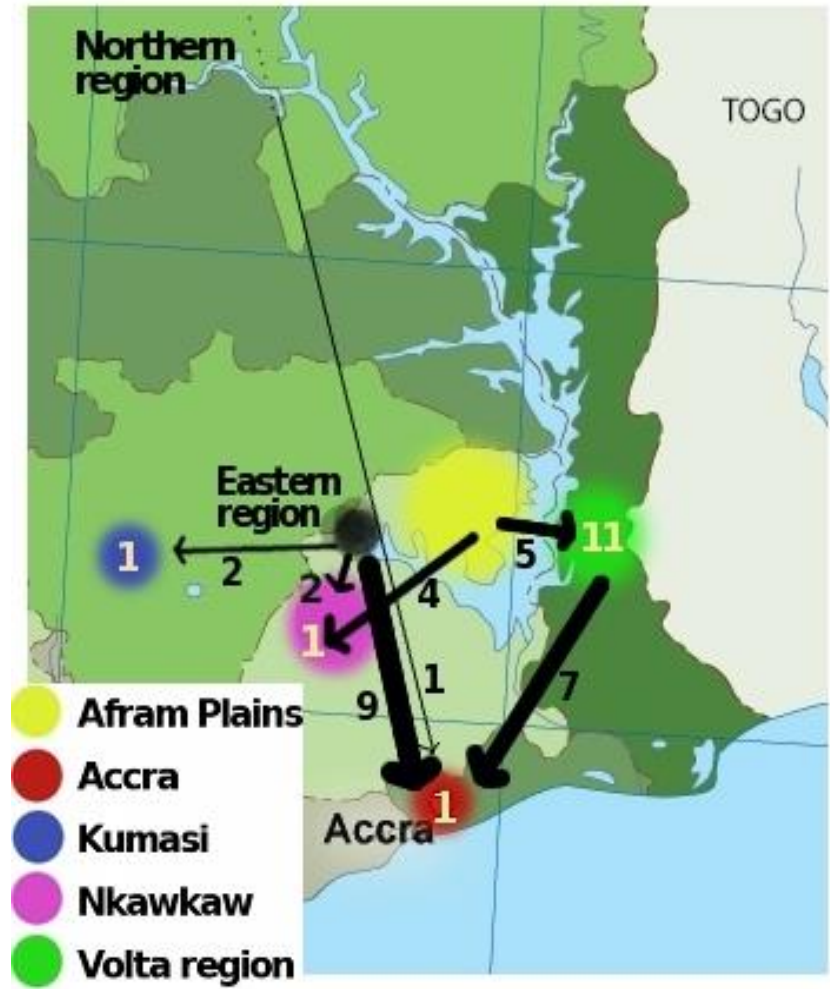 Northern
region
TOGO
Eastern
region
1
2
2
4
5
11
1
9
1
7
1
Accra
Afram Plains
Accra
Kumasi
Nkawkaw
Volta region